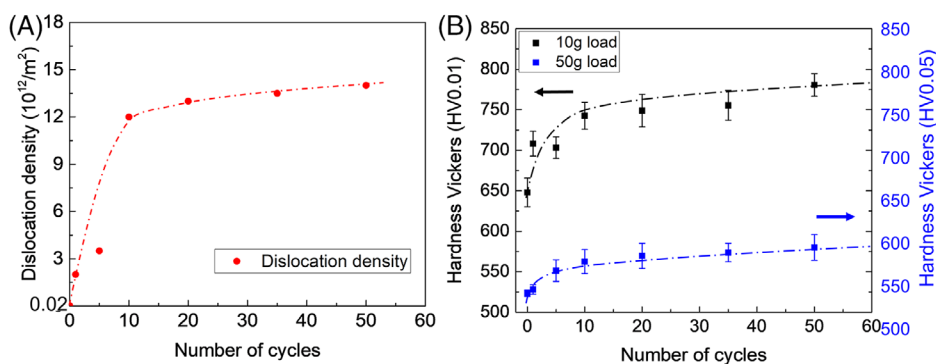 (A)
18
15
12
9
6
3
0.02
Dislocation density (10¹²/m²)
Dislocation density
0 10 20 30 40 50 60
Number of cycles
(B)
850
800
750
700
650
600
550
500
Hardness Vickers (HV0.01)
10g load
50g load
850
800
750
700
650
600
550
500
Hardness Vickers (HV0.05)
0 10 20 30 40 50 60
Number of cycles